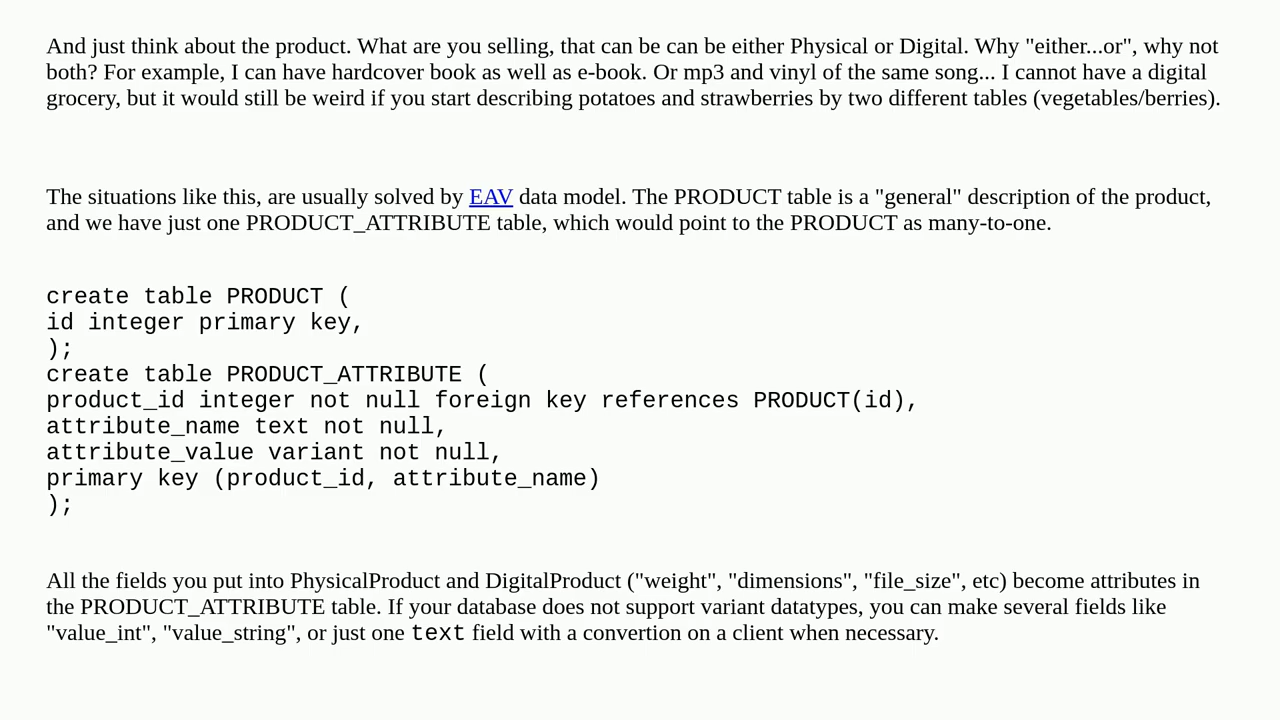 And just think about the product. What are you selling, that can be can be either Physical or Digital. Why "either...or", why not
both? For example, I can have hardcover book as well as e-book. Or mp3 and vinyl of the same song... I cannot have a digital
grocery, but it would still be weird if you start describing potatoes and strawberries by two different tables (vegetables/berries).
The situations like this, are usually solved by EAV data model. The PRODUCT table is a "general" description of the product,
and we have just one PRODUCT_ATTRIBUTE table, which would point to the PRODUCT as many-to-one.
create table PRODUCT (
id integer primary key,
);
create table PRODUCT_ATTRIBUTE (
product_id integer not null foreign key references PRODUCT(id),
attribute_name text not null,
attribute_value variant not null,
primary key (product_id, attribute_name)
);
All the fields you put into PhysicalProduct and DigitalProduct ("weight", "dimensions", "file_size", etc) become attributes in
the PRODUCT_ATTRIBUTE table. If your database does not support variant datatypes, you can make several fields like
"value_int", "value_string", or just one text field with a convertion on a client when necessary.